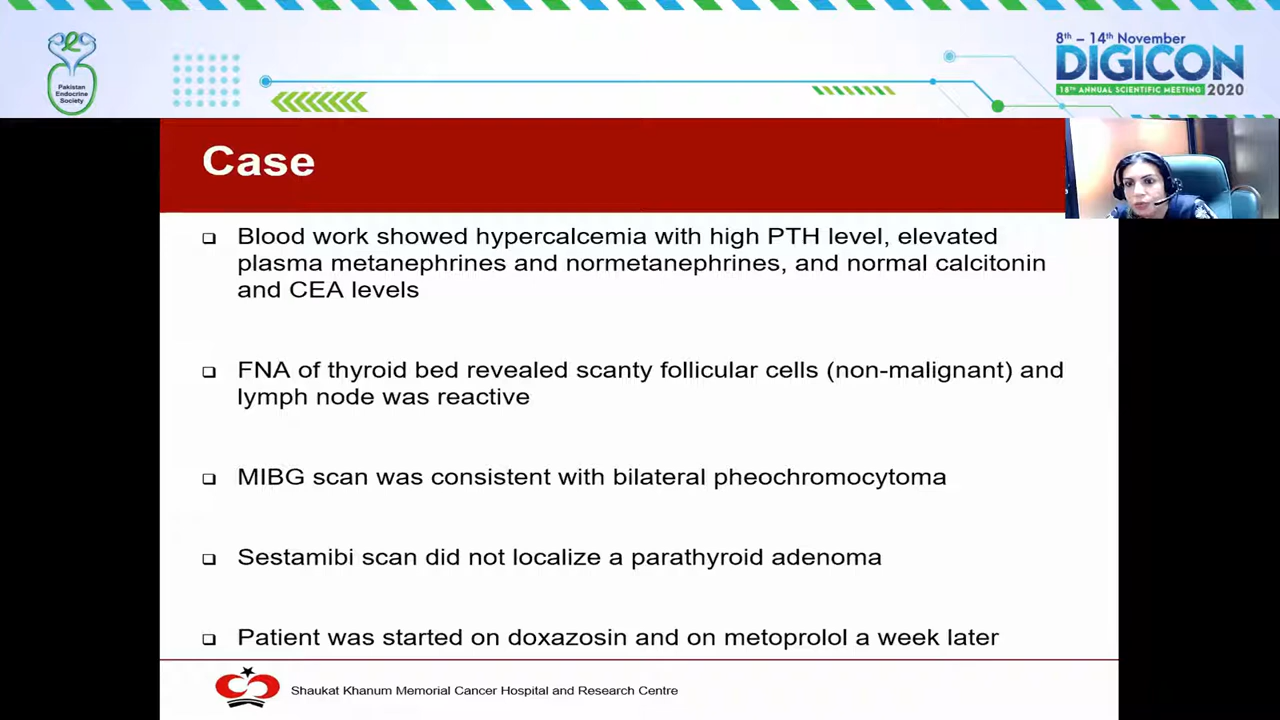 Pakistan
Endocrine
Society
8th – 14th November
DIGICON
18TH ANNUAL SCIENTIFIC MEETING 2020
Case
Blood work showed hypercalcemia with high PTH level, elevated
plasma metanephrines and normetanephrines, and normal calcitonin
and CEA levels
FNA of thyroid bed revealed scanty follicular cells (non-malignant) and
lymph node was reactive
MIBG scan was consistent with bilateral pheochromocytoma
Sestamibi scan did not localize a parathyroid adenoma
Patient was started on doxazosin and on metoprolol a week later
Shaukat Khanum Memorial Cancer Hospital and Research Centre